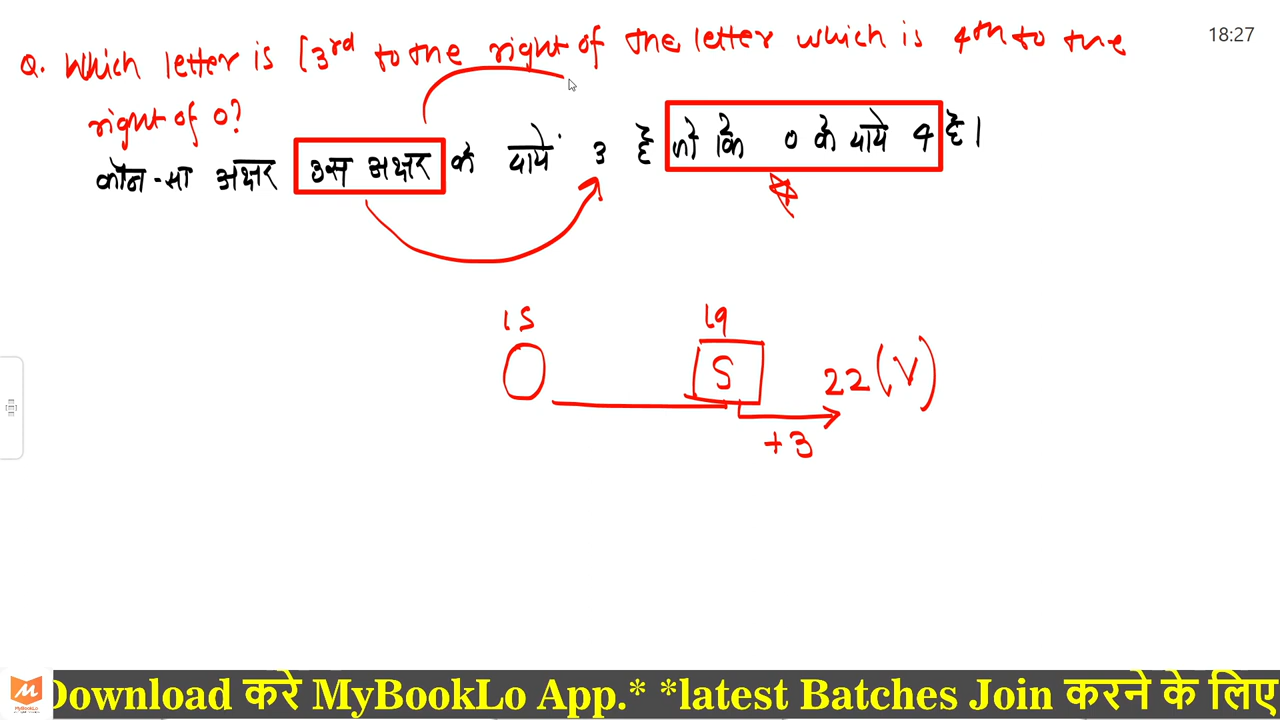 18:27
Q. Which letter is [3rd to the right of the letter which is 4th to the
right of O?
कौन-सा अक्षर उस अक्षर के दायें 3 है जो कि O के दायें 4 है।
15 19
O S 22 (V)
+3
M
MyBookLo
Download करे MyBookLo App.* *latest Batches Join करने के लिए